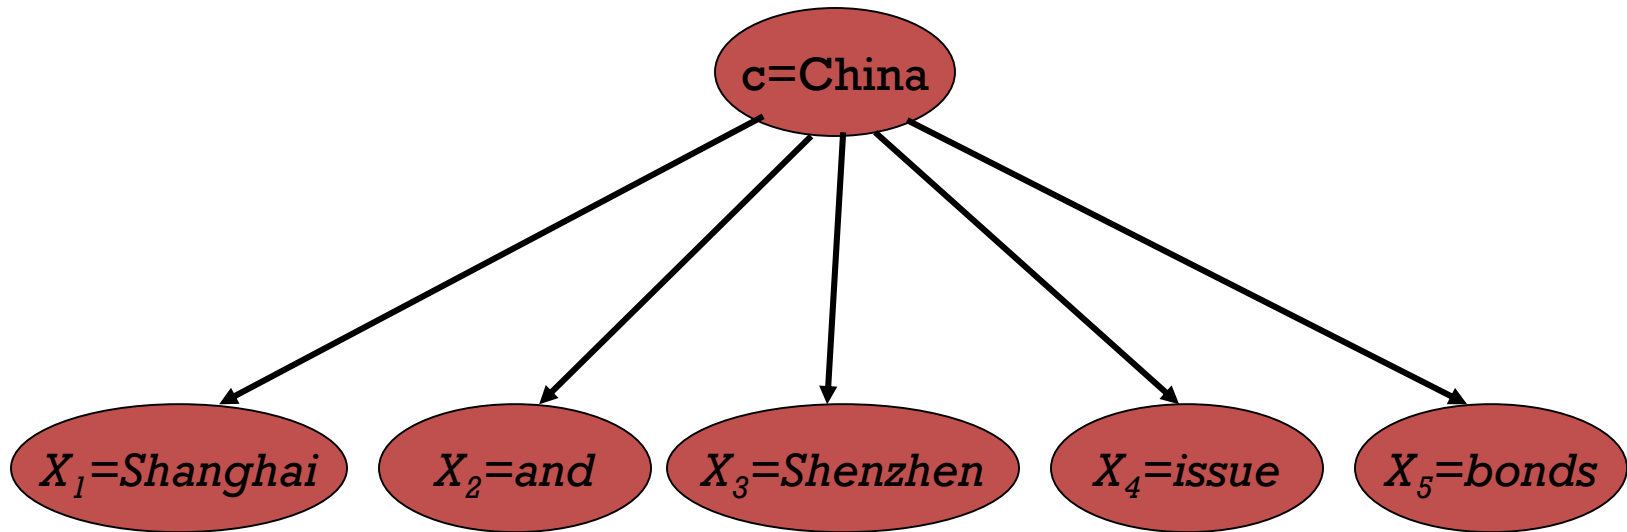 c=China
X₁=Shanghai
X₂=and
X₃=Shenzhen
X₄=issue
X₅=bonds